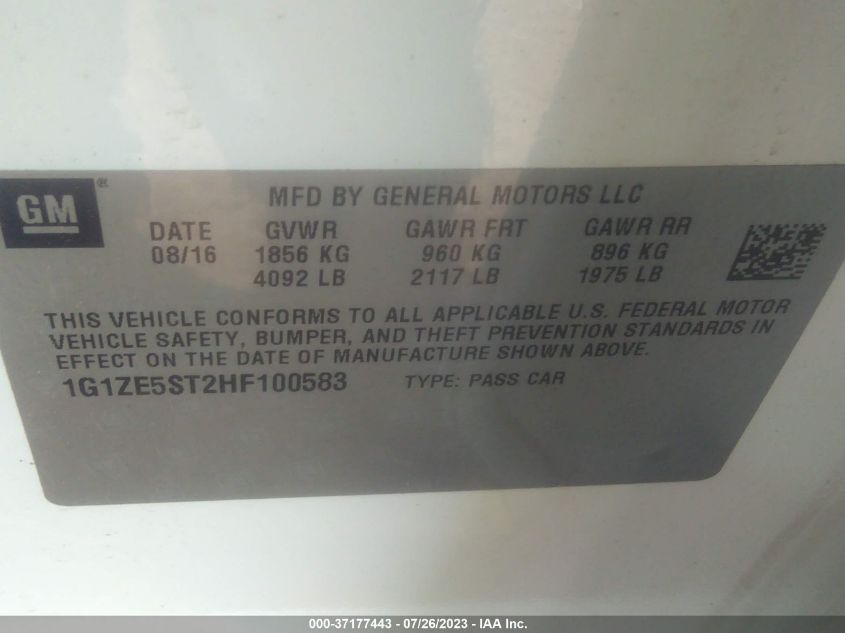 GM®
MFD BY GENERAL MOTORS LLC
DATE GVWR GAWR FRT GAWR RR
08/16 1856 KG 960 KG 896 KG
4092 LB 2117 LB 1975 LB
THIS VEHICLE CONFORMS TO ALL APPLICABLE U.S. FEDERAL MOTOR
VEHICLE SAFETY, BUMPER, AND THEFT PREVENTION STANDARDS IN
EFFECT ON THE DATE OF MANUFACTURE SHOWN ABOVE.
1G1ZE5ST2HF100583 TYPE: PASS CAR
000-37177443 - 07/26/2023 - IAA Inc.